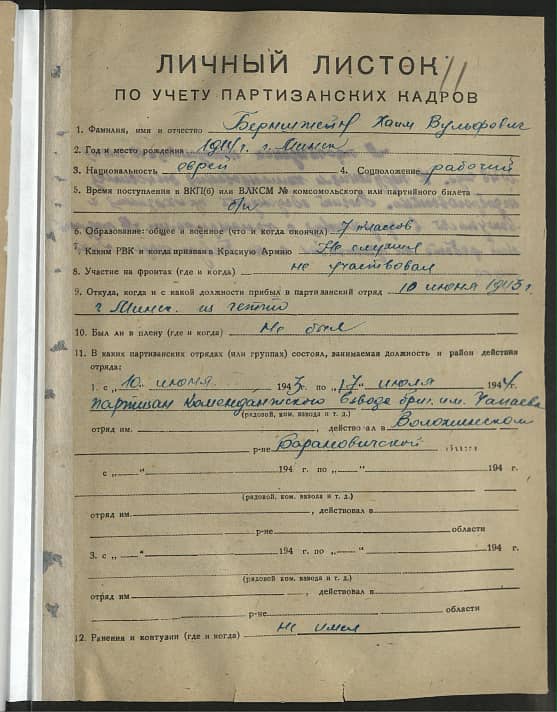 ЛИЧНЫЙ ЛИСТОК 11
ПО УЧЕТУ ПАРТИЗАНСКИХ КАДРОВ
1. Фамилия, имя и отчество Бернштейн Хаим Вульфович
2. Год и место рождения 1914 г. г. Минск
3. Национальность еврей 4. Соцположение рабочий
5. Время поступления в ВКП(б) или ВЛКСМ № комсомольского или партийного билета
б/п
6. Образование: общее и военное (что и когда окончил) 7 классов
7. Каким РВК и когда призван в Красную Армию Не служил
8. Участие на фронтах (где и когда) не участвовал
9. Откуда, когда и с какой должности прибыл в партизанский отряд 10 июня 1943 г.
г. Минск из гетто
10. Был ли в плену (где и когда) Не был
11. В каких партизанских отрядах (или группах) состоял, занимаемая должность и район действия
отряда:
1. с „10 июня 1943 г. по „17“ июля 1944 г.
партизан Комендантского взвода бриг. им. Чапаева
(рядовой, ком. взвода и т. д.)
отряд им. , действовал в Воложинском
р-не Барановичской области
с „ “ 194 г. по „ “ 194 г.
(рядовой, ком. взвода и т. д.)
отряд им. , действовал в
р-не области
3. с „ “ 194 г. по „ “ 194 г.
(рядовой, ком. взвода и т. д.)
отряд им. , действовал в
р-не области
12. Ранения и контузии (где и когда) не имел